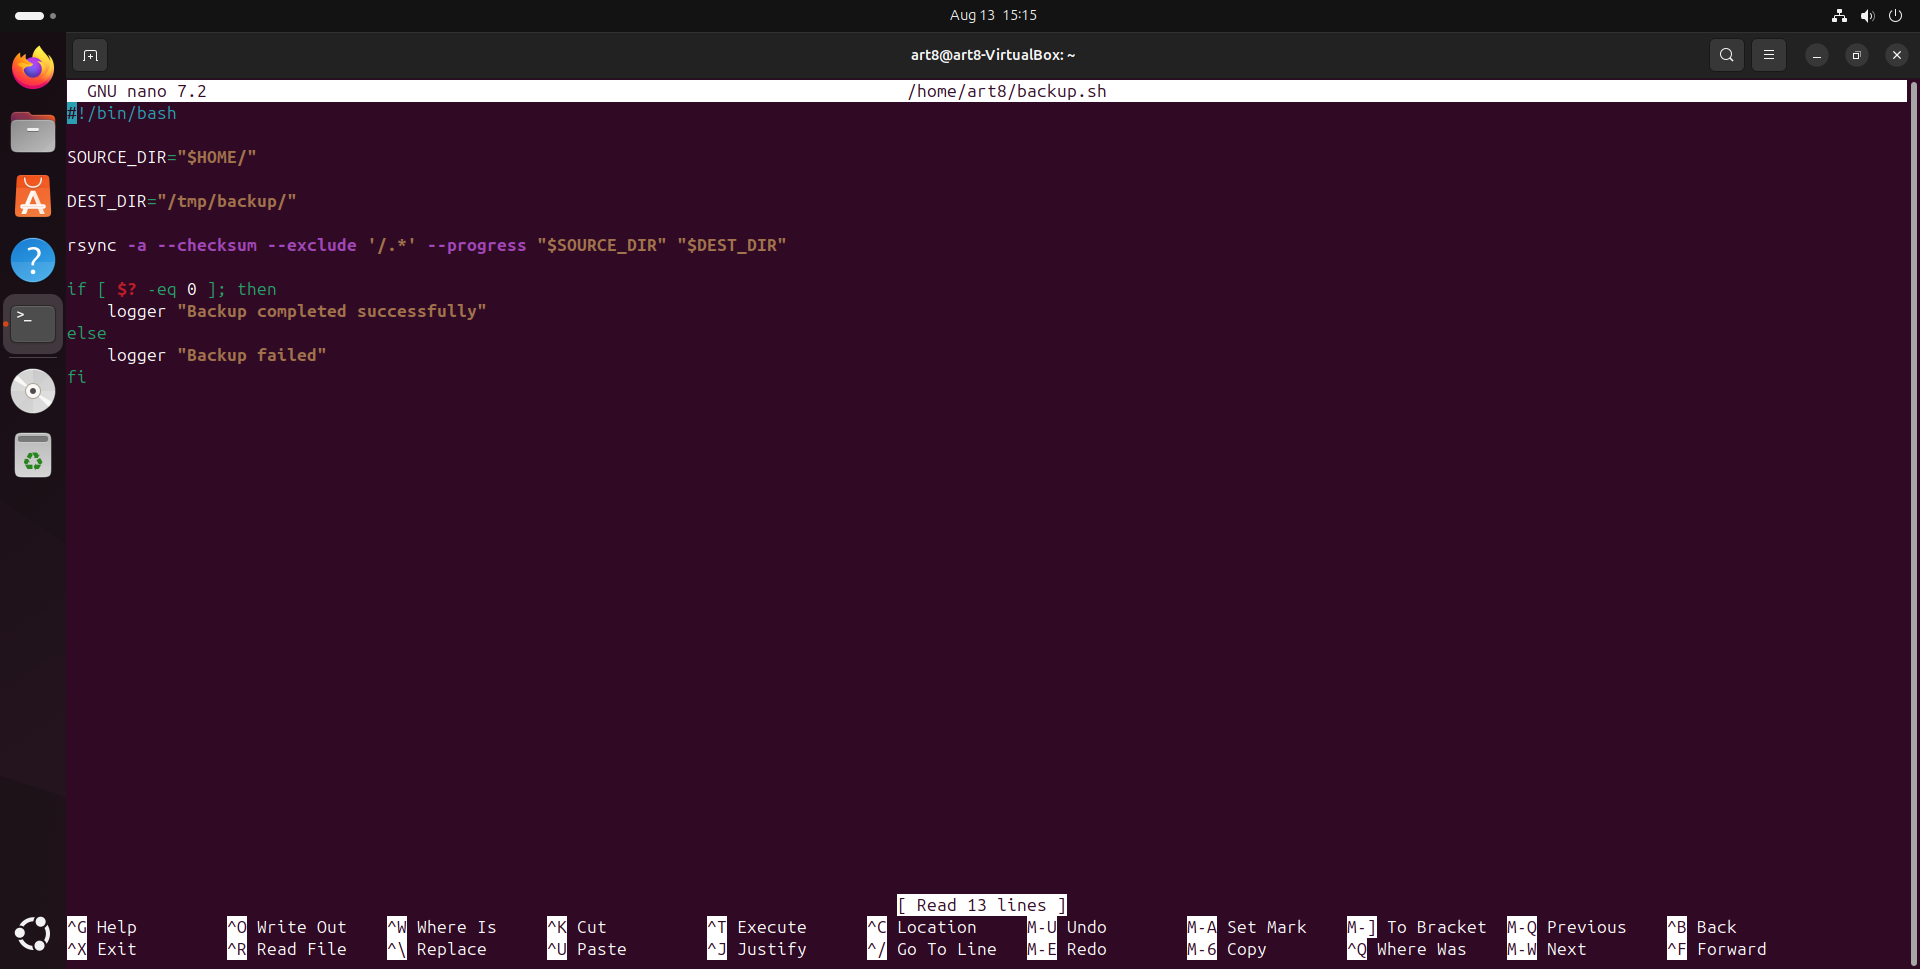 Aug 13 15:15
art8@art8-VirtualBox: ~
GNU nano 7.2 /home/art8/backup.sh
#!/bin/bash
SOURCE_DIR="$HOME/"
DEST_DIR="/tmp/backup/"
rsync -a --checksum --exclude '/.*' --progress "$SOURCE_DIR" "$DEST_DIR"
if [ $? -eq 0 ]; then
    logger "Backup completed successfully"
else
    logger "Backup failed"
fi
[ Read 13 lines ]
^G Help ^O Write Out ^W Where Is ^K Cut ^T Execute ^C Location M-U Undo M-A Set Mark M-] To Bracket M-Q Previous ^B Back
^X Exit ^R Read File ^\ Replace ^U Paste ^J Justify ^/ Go To Line M-E Redo M-6 Copy ^Q Where Was M-W Next ^F Forward